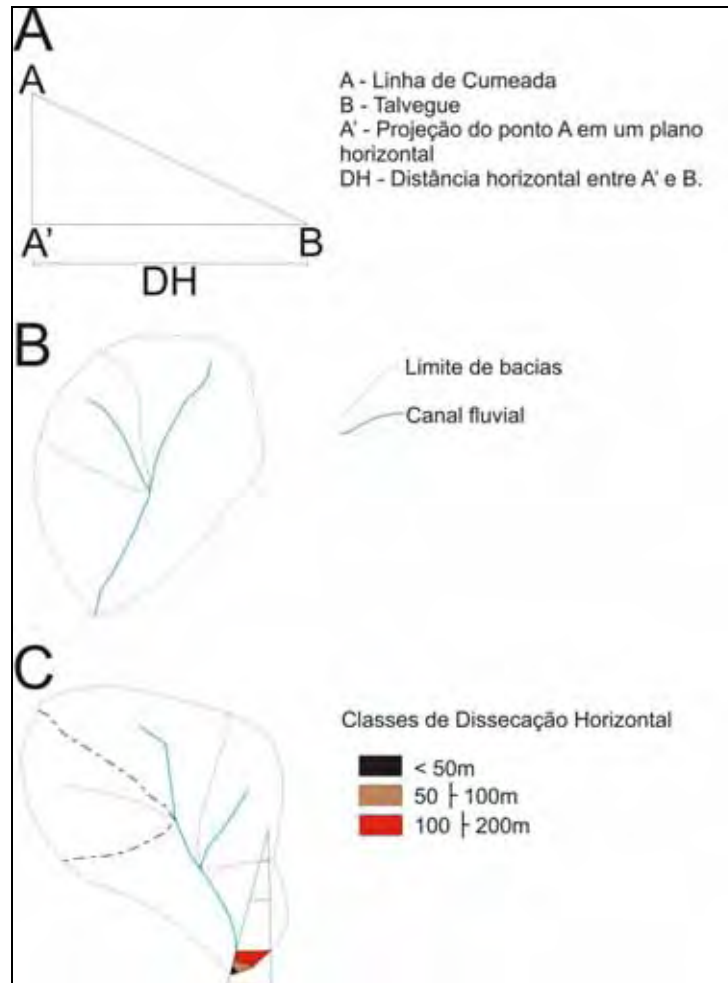 A
A
A - Linha de Cumeada
B - Talvegue
A' - Projeção do ponto A em um plano
horizontal
DH - Distância horizontal entre A' e B.
A'
B
DH
B
Limite de bacias
Canal fluvial
C
Classes de Dissecação Horizontal
< 50m
50 ├ 100m
100 ├ 200m